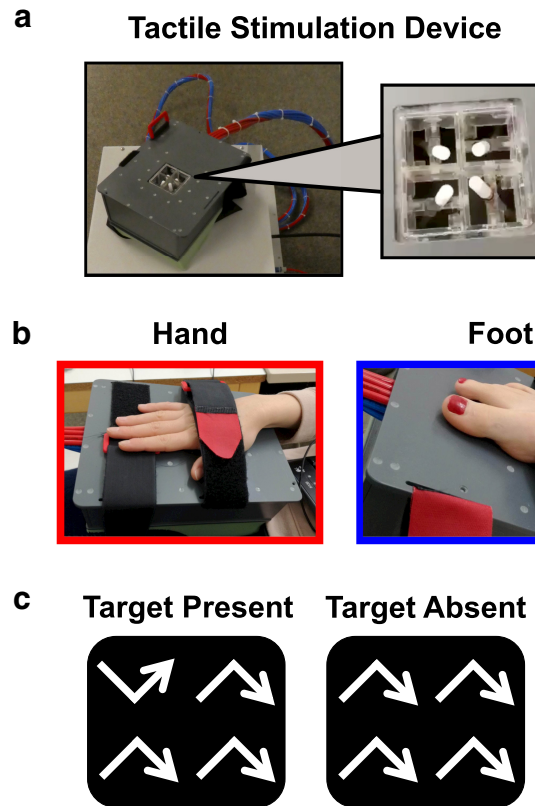 a
Tactile Stimulation Device
b
Hand
Foot
c
Target Present
Target Absent